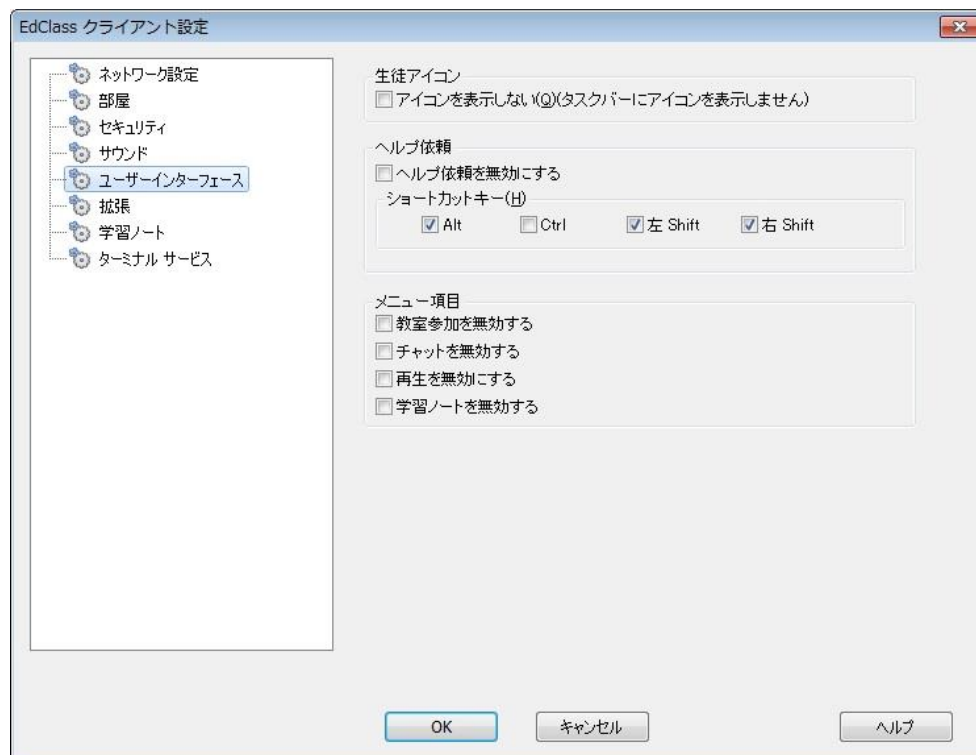 EdClass クライアント設定
ネットワーク設定
部屋
セキュリティ
サウンド
ユーザーインターフェース
拡張
学習ノート
ターミナル サービス
生徒アイコン
アイコンを表示しない(Q)(タスクバーにアイコンを表示しません)
ヘルプ依頼
ヘルプ依頼を無効にする
ショートカットキー(H)
Alt Ctrl 左 Shift 右 Shift
メニュー項目
教室参加を無効する
チャットを無効する
再生を無効にする
学習ノートを無効する
OK キャンセル ヘルプ